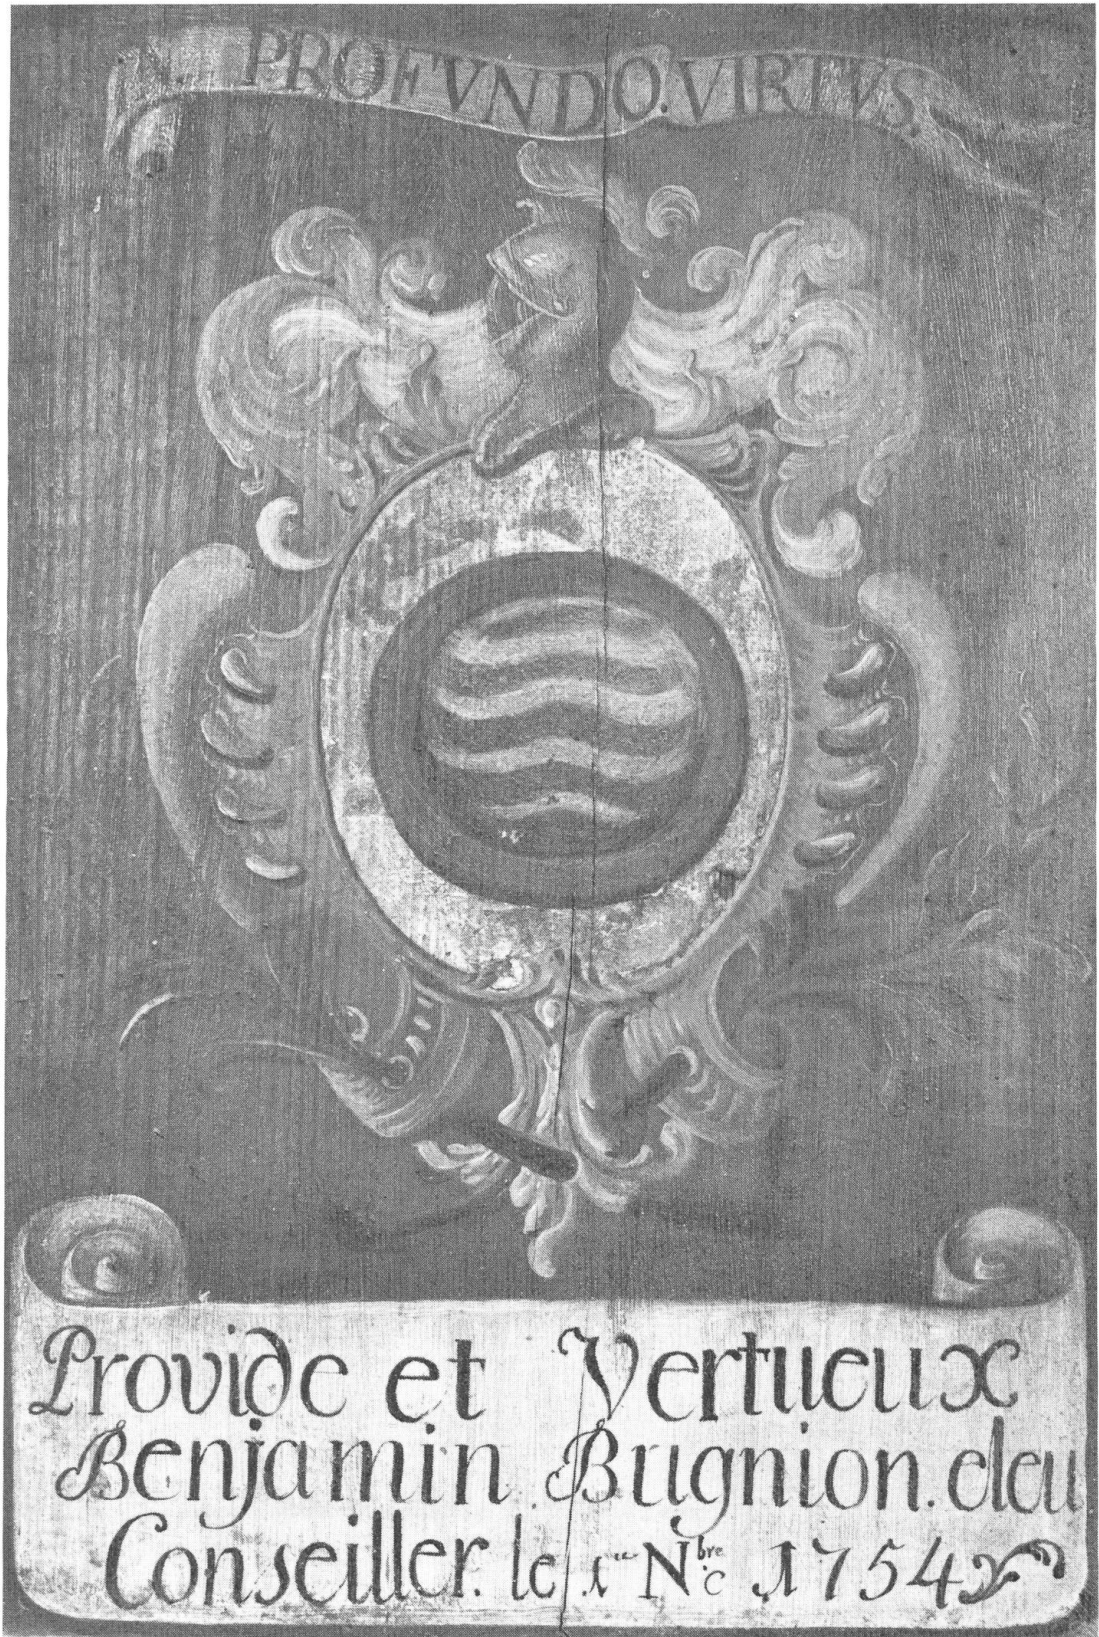 PROFVNDO.VIRTVS.
Provide et Vertueux
Benjamin.Bugnion.eleu
Conseiller. le 1er Nbre 1754